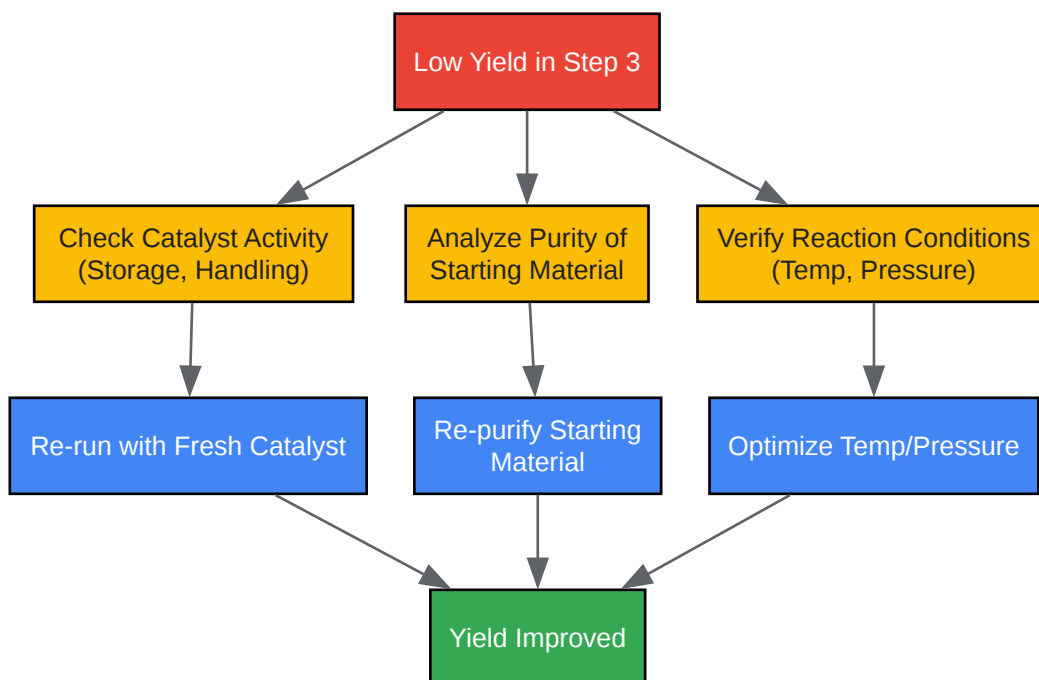 Low Yield in Step 3
Check Catalyst Activity
(Storage, Handling)
Analyze Purity of
Starting Material
Verify Reaction Conditions
(Temp, Pressure)
Re-run with Fresh Catalyst
Re-purify Starting
Material
Optimize Temp/Pressure
Yield Improved